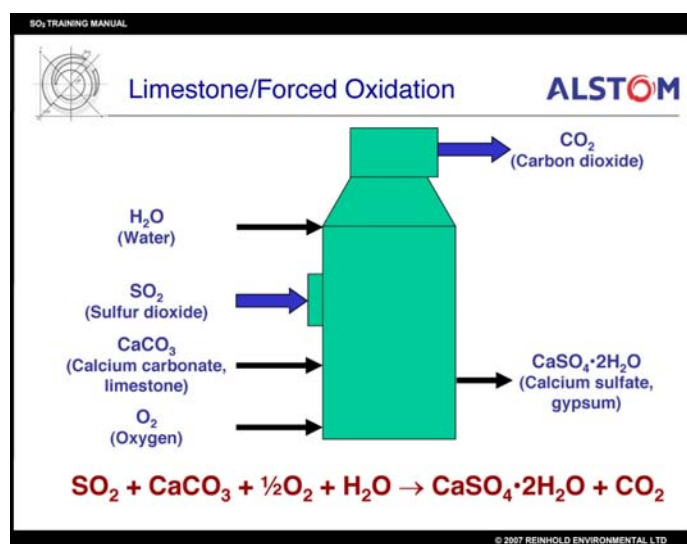 SO₂ TRAINING MANUAL
Limestone/Forced Oxidation
ALSTOM
CO₂
(Carbon dioxide)
H₂O
(Water)
SO₂
(Sulfur dioxide)
CaCO₃
(Calcium carbonate,
limestone)
O₂
(Oxygen)
CaSO₄•2H₂O
(Calcium sulfate,
gypsum)
SO₂ + CaCO₃ + ½O₂ + H₂O → CaSO₄•2H₂O + CO₂
© 2007 REINHOLD ENVIRONMENTAL LTD